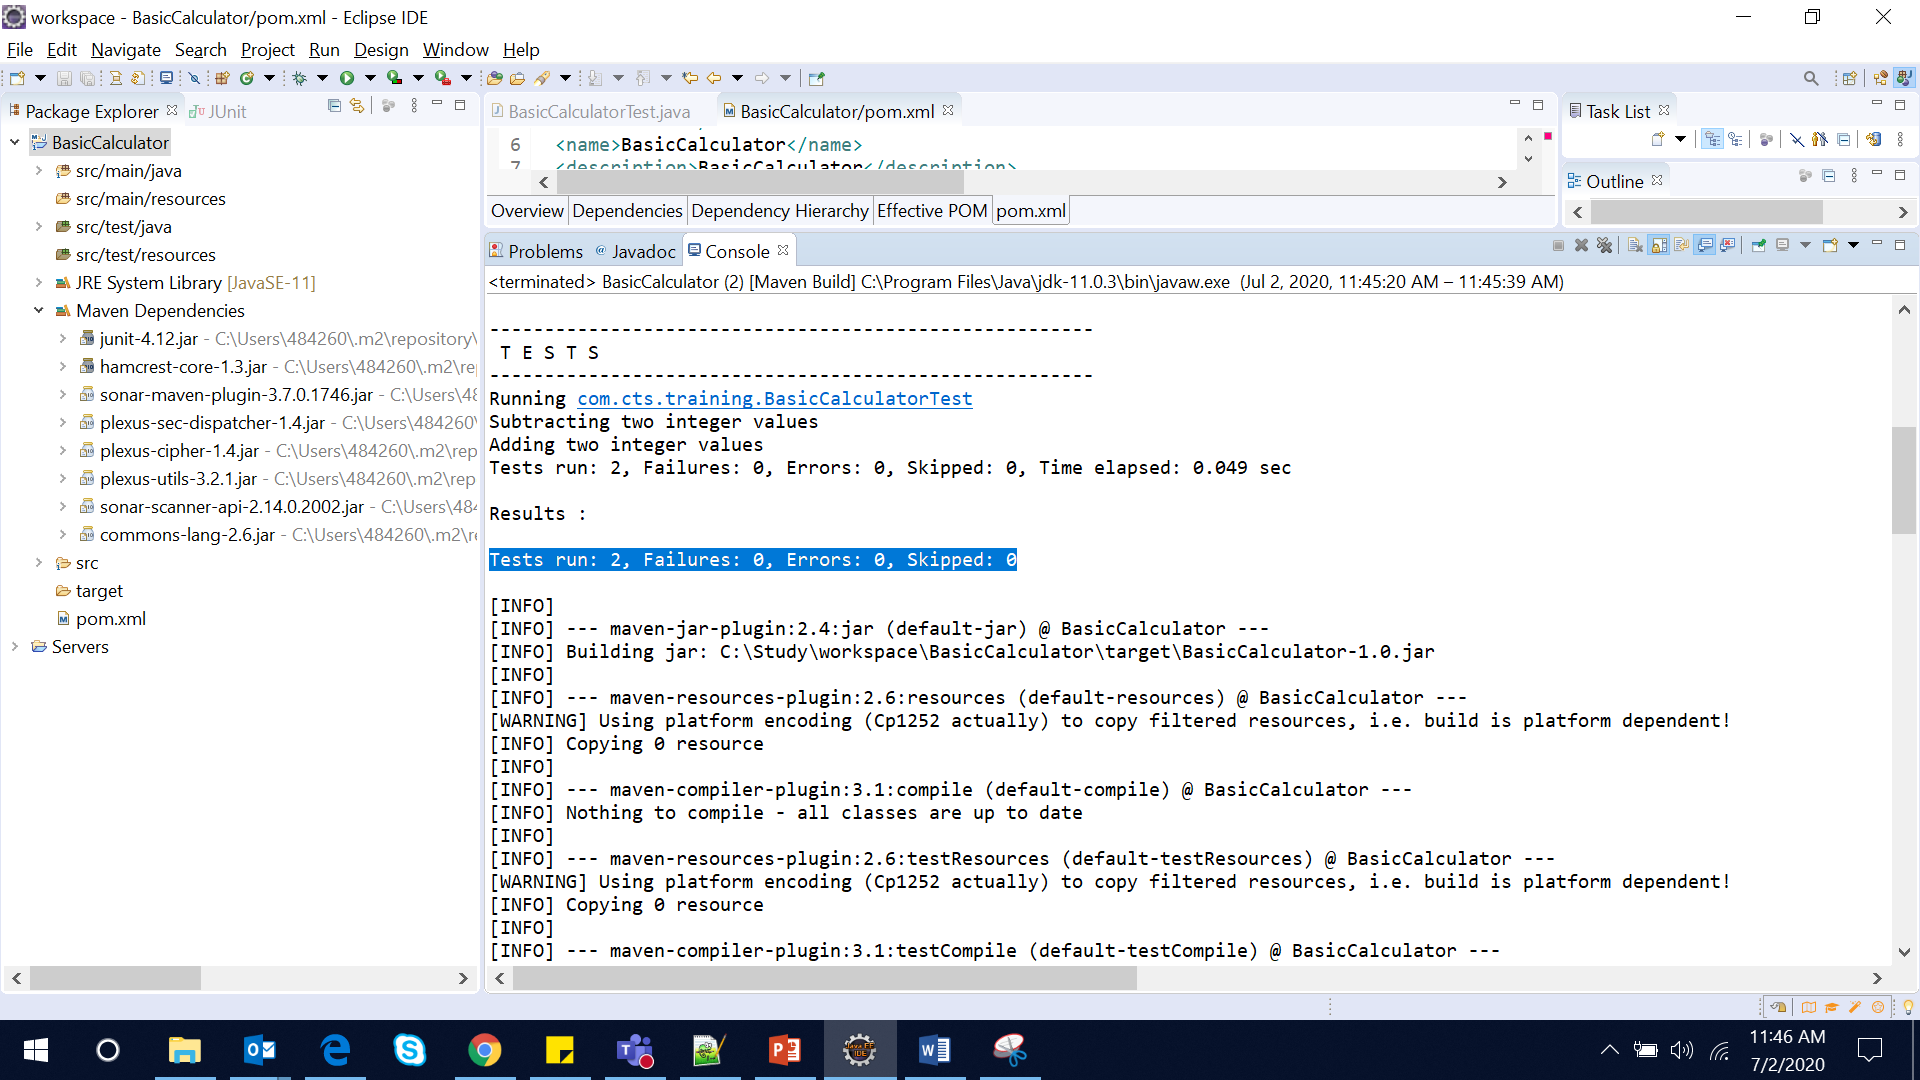 workspace - BasicCalculator/pom.xml - Eclipse IDE
File Edit Navigate Search Project Run Design Window Help
Package Explorer JUnit
BasicCalculator
src/main/java
src/main/resources
src/test/java
src/test/resources
JRE System Library [JavaSE-11]
Maven Dependencies
junit-4.12.jar - C:\Users\484260\.m2\repository\
hamcrest-core-1.3.jar - C:\Users\484260\.m2\re
sonar-maven-plugin-3.7.0.1746.jar - C:\Users\48
plexus-sec-dispatcher-1.4.jar - C:\Users\484260\
plexus-cipher-1.4.jar - C:\Users\484260\.m2\rep
plexus-utils-3.2.1.jar - C:\Users\484260\.m2\rep
sonar-scanner-api-2.14.0.2002.jar - C:\Users\484
commons-lang-2.6.jar - C:\Users\484260\.m2\r
src
target
pom.xml
Servers
BasicCalculatorTest.java BasicCalculator/pom.xml
6 <name>BasicCalculator</name>
7 <description>BasicCalculator</description>
Overview Dependencies Dependency Hierarchy Effective POM pom.xml
Task List
Outline
Problems Javadoc Console
<terminated> BasicCalculator (2) [Maven Build] C:\Program Files\Java\jdk-11.0.3\bin\javaw.exe (Jul 2, 2020, 11:45:20 AM – 11:45:39 AM)
-------------------------------------------------------
T E S T S
-------------------------------------------------------
Running com.cts.training.BasicCalculatorTest
Subtracting two integer values
Adding two integer values
Tests run: 2, Failures: 0, Errors: 0, Skipped: 0, Time elapsed: 0.049 sec
Results :
Tests run: 2, Failures: 0, Errors: 0, Skipped: 0
[INFO]
[INFO] --- maven-jar-plugin:2.4:jar (default-jar) @ BasicCalculator ---
[INFO] Building jar: C:\Study\workspace\BasicCalculator\target\BasicCalculator-1.0.jar
[INFO]
[INFO] --- maven-resources-plugin:2.6:resources (default-resources) @ BasicCalculator ---
[WARNING] Using platform encoding (Cp1252 actually) to copy filtered resources, i.e. build is platform dependent!
[INFO] Copying 0 resource
[INFO]
[INFO] --- maven-compiler-plugin:3.1:compile (default-compile) @ BasicCalculator ---
[INFO] Nothing to compile - all classes are up to date
[INFO]
[INFO] --- maven-resources-plugin:2.6:testResources (default-testResources) @ BasicCalculator ---
[WARNING] Using platform encoding (Cp1252 actually) to copy filtered resources, i.e. build is platform dependent!
[INFO] Copying 0 resource
[INFO]
[INFO] --- maven-compiler-plugin:3.1:testCompile (default-testCompile) @ BasicCalculator ---
11:46 AM
7/2/2020